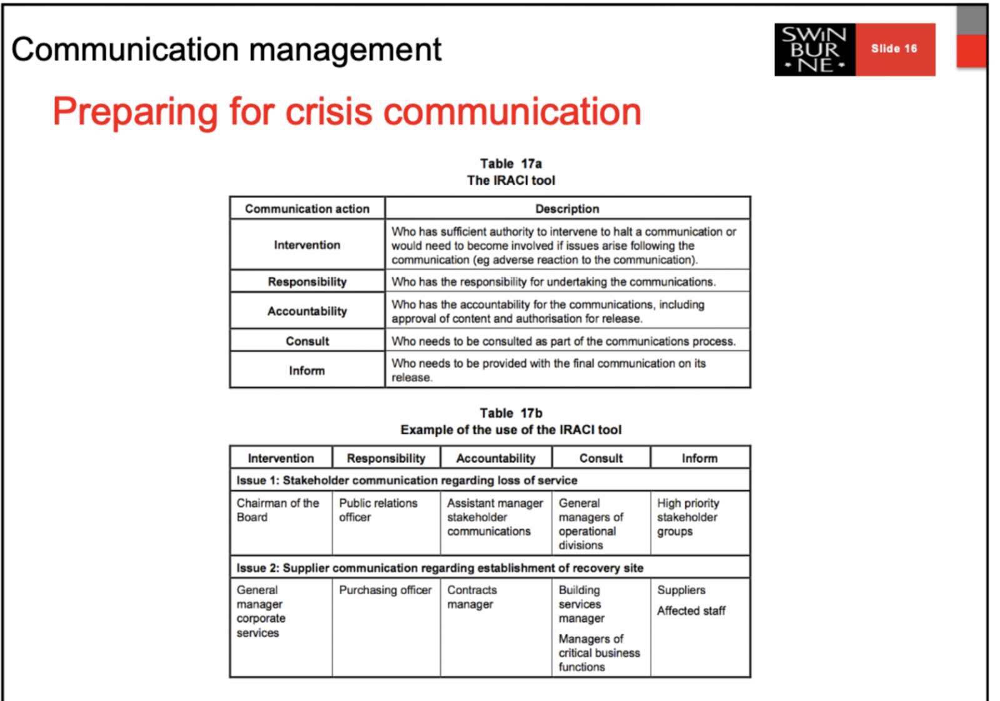 Communication management
SWIN
BUR
NE
Slide 16
Preparing for crisis communication
Table 17a
The IRACI tool
Communication action
Description
Intervention
Who has sufficient authority to intervene to halt a communication or
would need to become involved if issues arise following the
communication (eg adverse reaction to the communication).
Responsibility
Who has the responsibility for undertaking the communications.
Accountability
Who has the accountability for the communications, including
approval of content and authorisation for release.
Consult
Who needs to be consulted as part of the communications process.
Inform
Who needs to be provided with the final communication on its
release.
Table 17b
Example of the use of the IRACI tool
Intervention
Responsibility
Accountability
Consult
Inform
Issue 1: Stakeholder communication regarding loss of service
Chairman of the
Board
Public relations
officer
Assistant manager
stakeholder
communications
General
managers of
operational
divisions
High priority
stakeholder
groups
Issue 2: Supplier communication regarding establishment of recovery site
General
manager
corporate
services
Purchasing officer
Contracts
manager
Building
services
manager
Managers of
critical business
functions
Suppliers
Affected staff